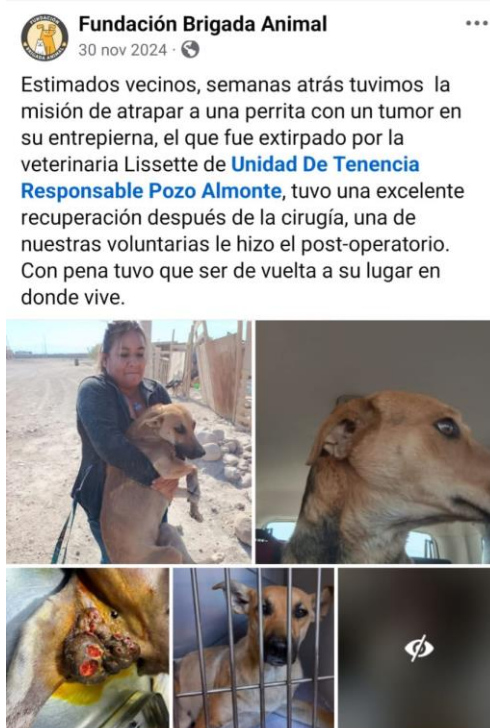 FUNDACIÓN
BRIGADA ANIMAL
Fundación Brigada Animal
30 nov 2024 ·
Estimados vecinos, semanas atrás tuvimos la
misión de atrapar a una perrita con un tumor en
su entrepierna, el que fue extirpado por la
veterinaria Lissette de Unidad De Tenencia
Responsable Pozo Almonte, tuvo una excelente
recuperación después de la cirugía, una de
nuestras voluntarias le hizo el post-operatorio.
Con pena tuvo que ser de vuelta a su lugar en
donde vive.